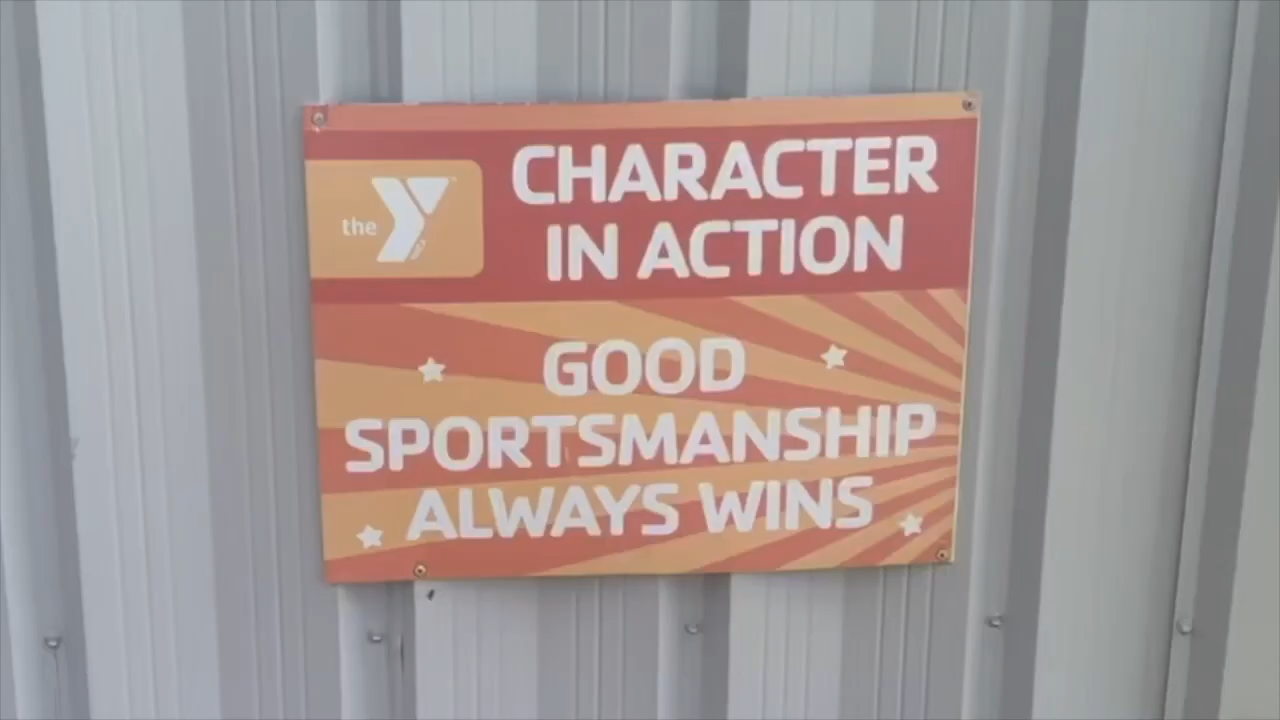 the Y
CHARACTER
IN ACTION
GOOD
SPORTSMANSHIP
ALWAYS WINS